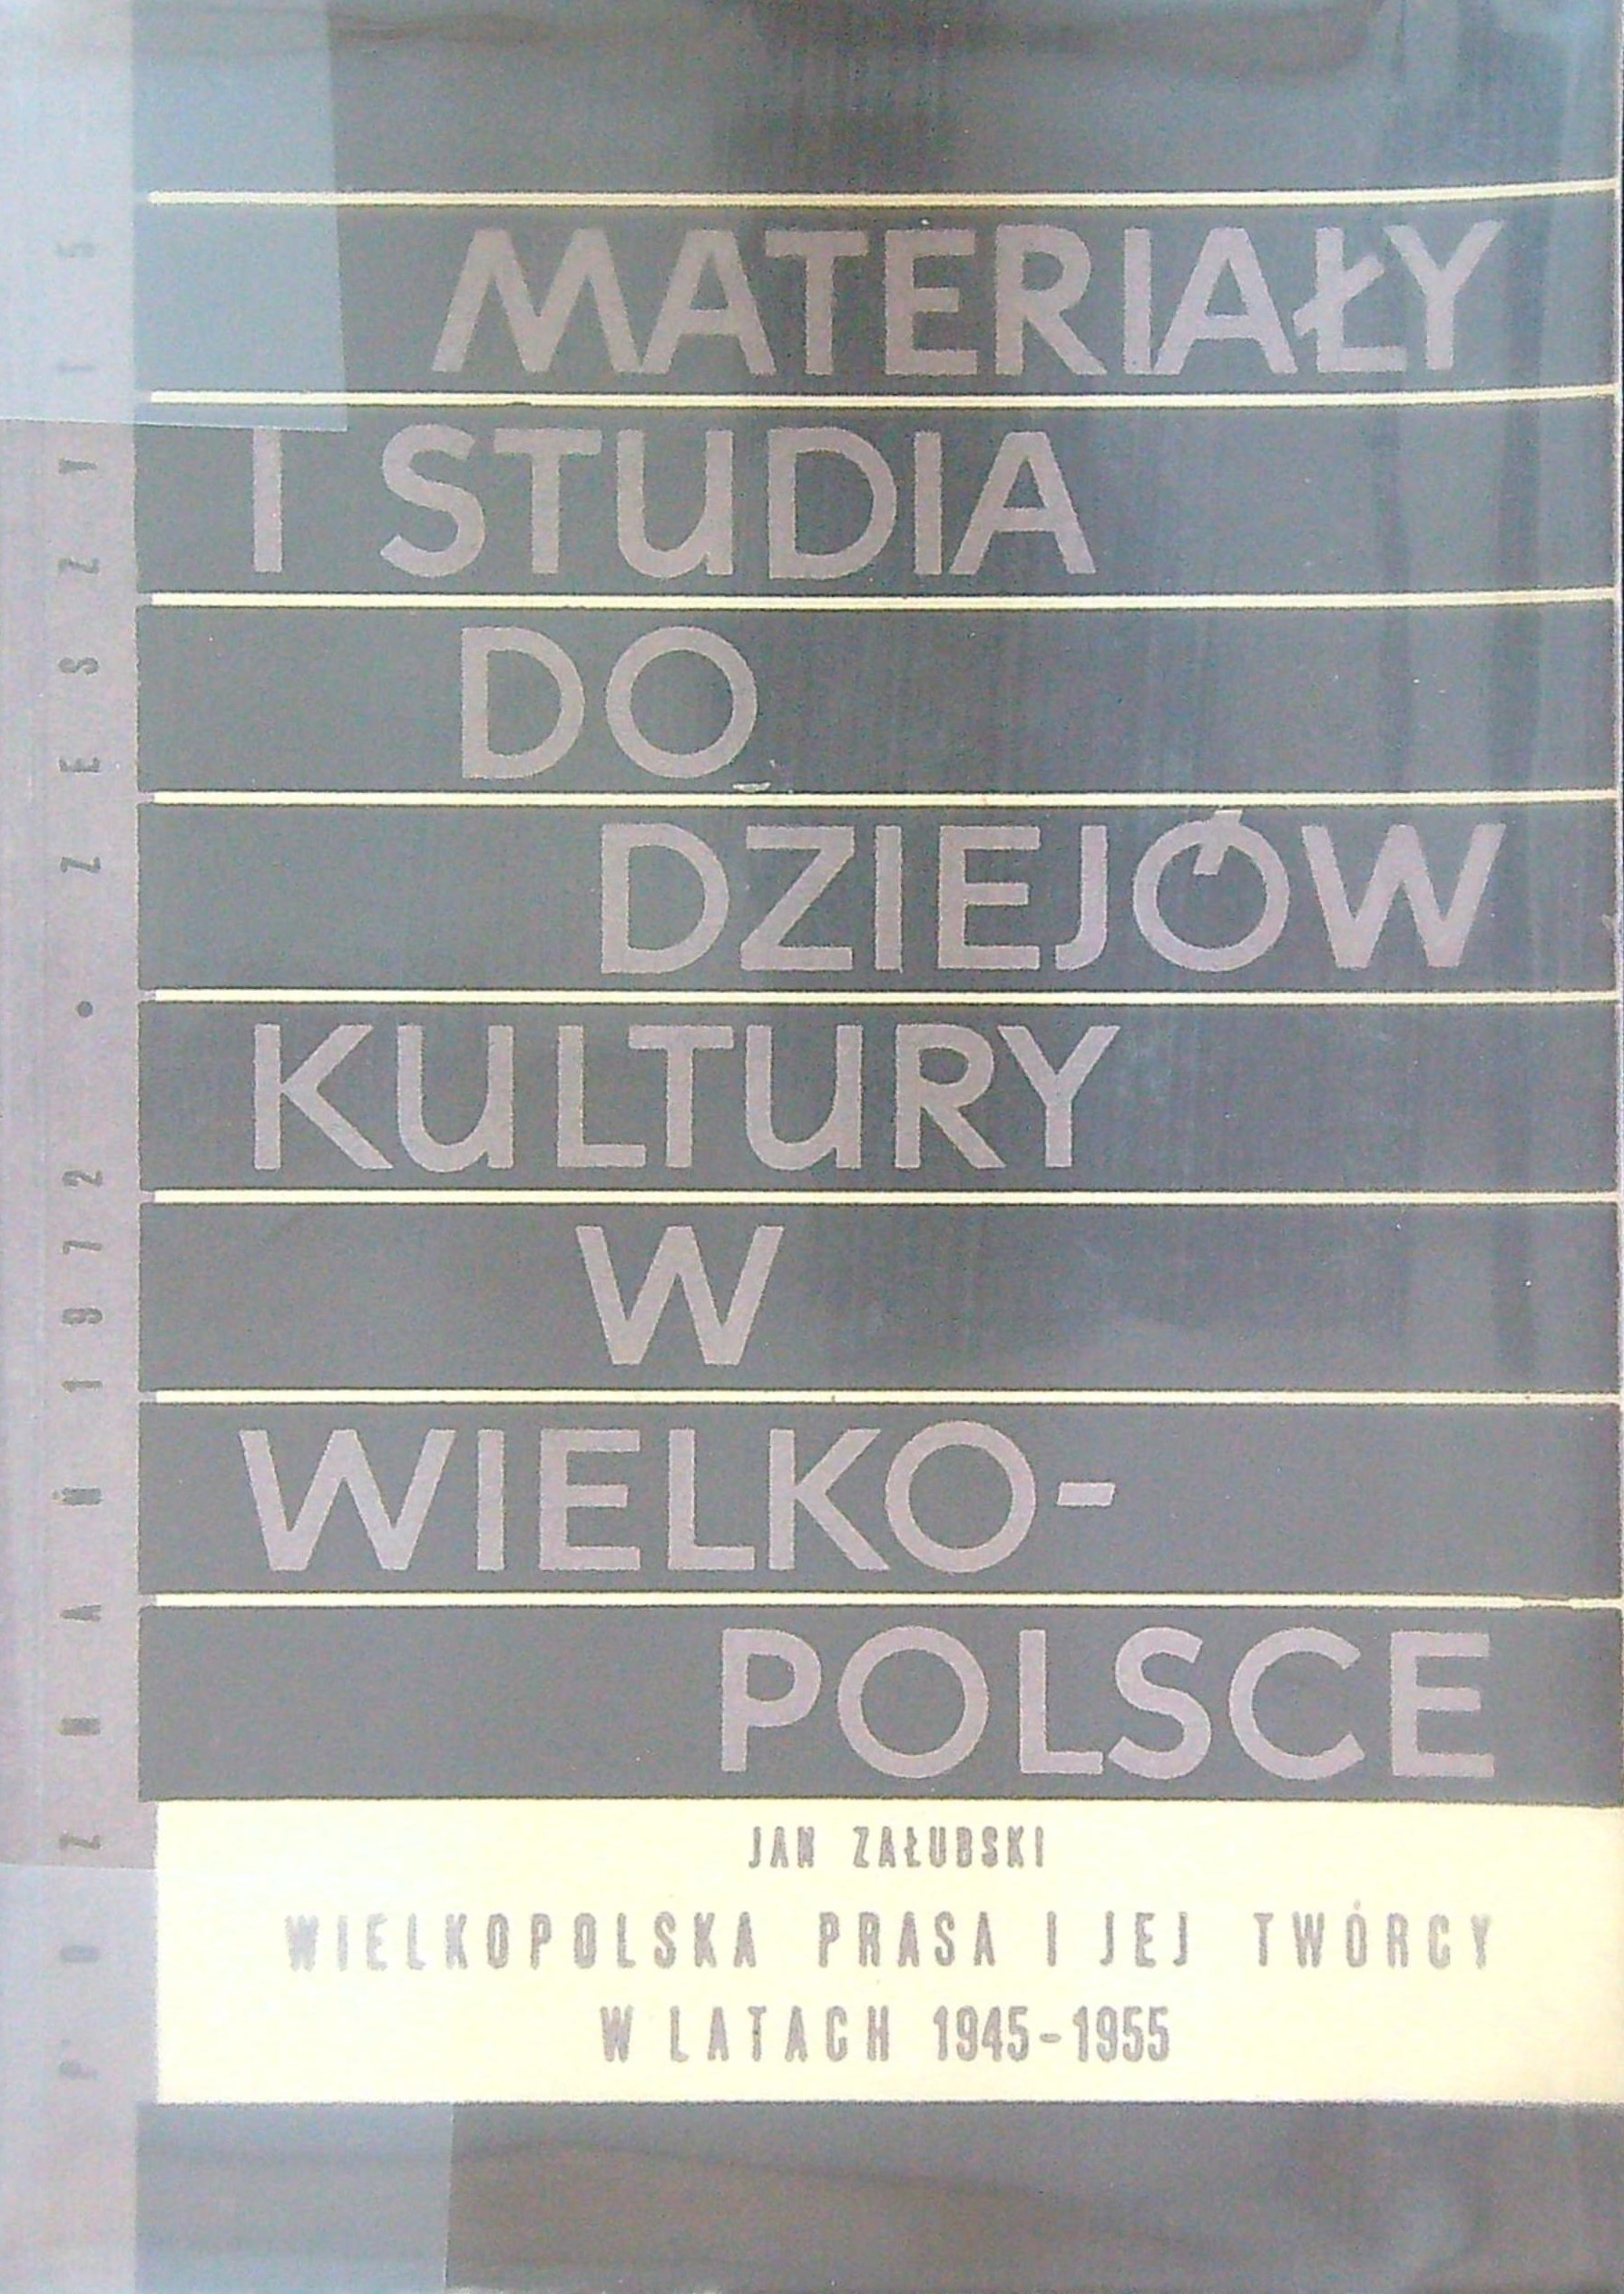 MATERIAŁY
I STUDIA
DO
DZIEJÓW
KULTURY
W
WIELKO-
POLSCE
JAN ZAŁUBSKI
WIELKOPOLSKA PRASA I JEJ TWÓRCY
W LATACH 1945-1955
POZNAŃ 1972 • ZESZYT 5